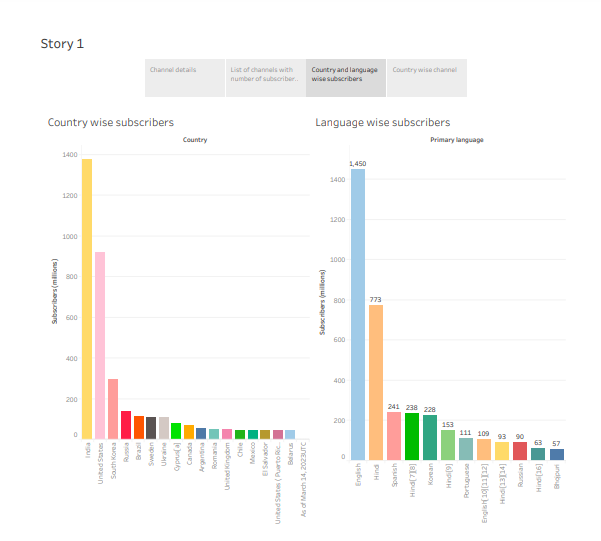 Story 1
Channel details
List of channels with
number of subscriber..
Country and language
wise subscribers
Country wise channel
Country wise subscribers
Country
Subscribers (millions)
1400
1200
1000
800
600
400
200
0
India
United States
South Korea
Russia
Brazil
Sweden
Ukraine
Cyprus[a]
Canada
Argentina
Romania
United Kingdom
Chile
Mexico
El Salvador
United States ( Puerto Ric..
Belarus
As of March 14, 2023UTC
Language wise subscribers
Primary language
Subscribers (millions)
1400
1200
1000
800
600
400
200
0
1,450
773
241
238
228
153
111
109
93
90
63
57
English
Hindi
Spanish
Hindi[7][8]
Korean
Hindi[9]
Portuguese
English[10][11][12]
Hindi[13][14]
Russian
Hindi[16]
Bhojpuri